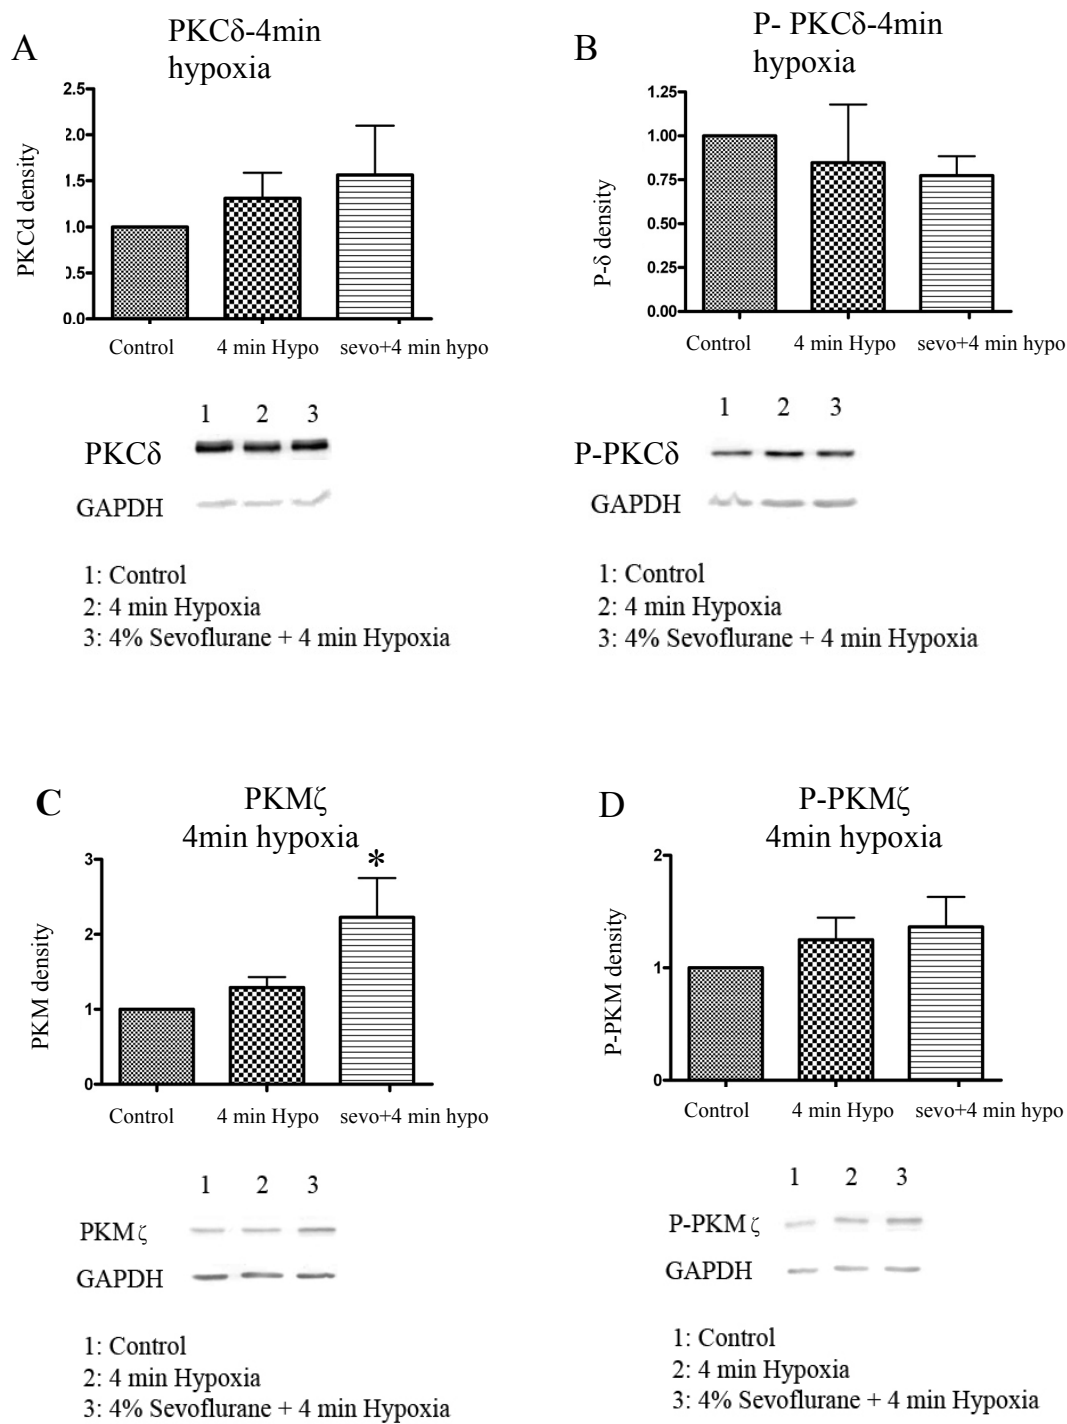 A
PKCδ-4min
hypoxia
2.5
2.0
1.5
1.0
0.5
0.0
PKCd density
Control
4 min Hypo
sevo+4 min hypo
1 2 3
PKCδ
GAPDH
1: Control
2: 4 min Hypoxia
3: 4% Sevoflurane + 4 min Hypoxia
B
P- PKCδ-4min
hypoxia
1.25
1.00
0.75
0.50
0.25
0.00
P-δ density
Control
4 min Hypo
sevo+4 min hypo
1 2 3
P-PKCδ
GAPDH
1: Control
2: 4 min Hypoxia
3: 4% Sevoflurane + 4 min Hypoxia
C
PKMζ
4min hypoxia
*
3
2
1
0
PKM density
Control
4 min Hypo
sevo+4 min hypo
1 2 3
PKM ζ
GAPDH
1: Control
2: 4 min Hypoxia
3: 4% Sevoflurane + 4 min Hypoxia
D
P-PKMζ
4min hypoxia
2
1
0
P-PKM density
Control
4 min Hypo
sevo+4 min hypo
1 2 3
P-PKM ζ
GAPDH
1: Control
2: 4 min Hypoxia
3: 4% Sevoflurane + 4 min Hypoxia